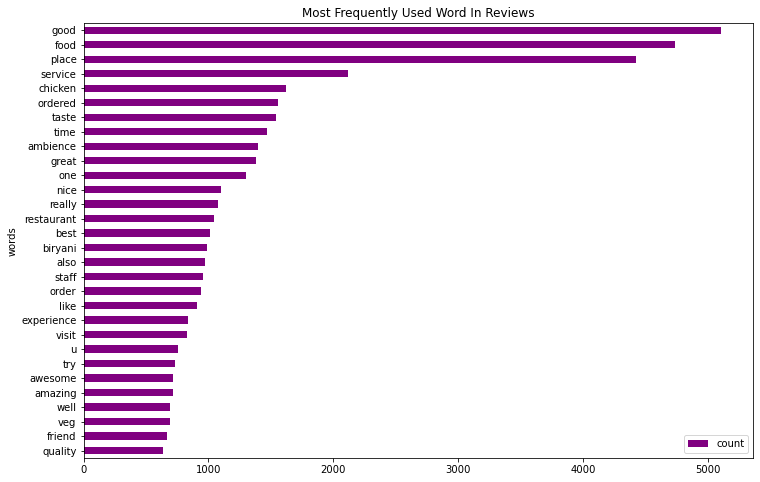 Most Frequently Used Word In Reviews
words
good
food
place
service
chicken
ordered
taste
time
ambience
great
one
nice
really
restaurant
best
biryani
also
staff
order
like
experience
visit
u
try
awesome
amazing
well
veg
friend
quality
count
0 1000 2000 3000 4000 5000